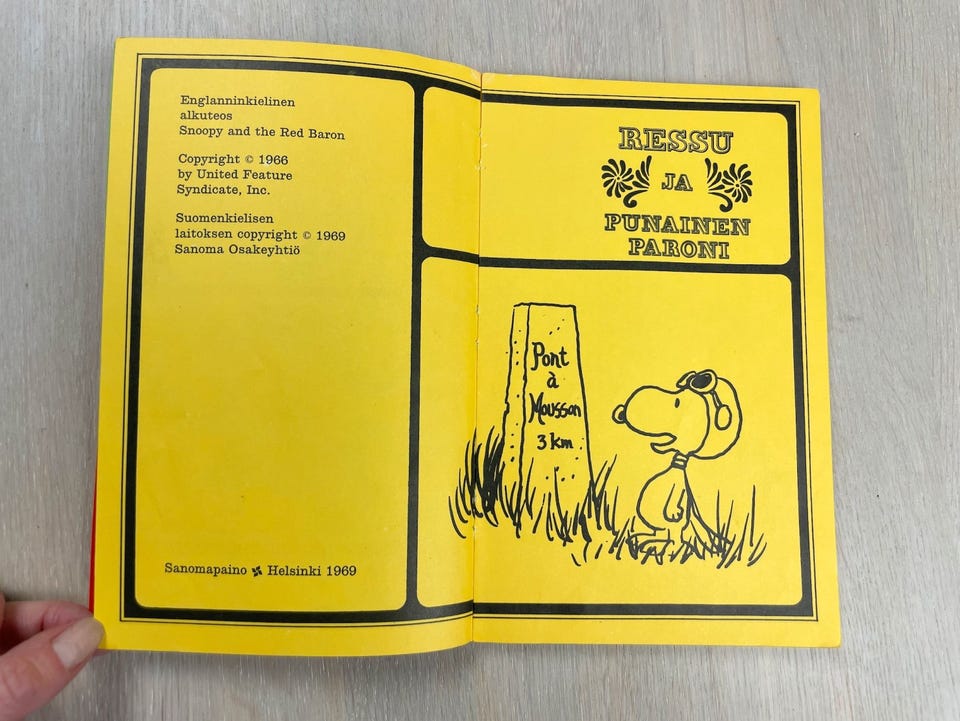 Englanninkielinen
alkuteos
Snoopy and the Red Baron
Copyright © 1966
by United Feature
Syndicate, Inc.
Suomenkielisen
laitoksen copyright © 1969
Sanoma Osakeyhtiö
Sanomapaino Helsinki 1969
RESSU
JA
PUNAINEN
PARONI
Pont
à
Mousson
3 km